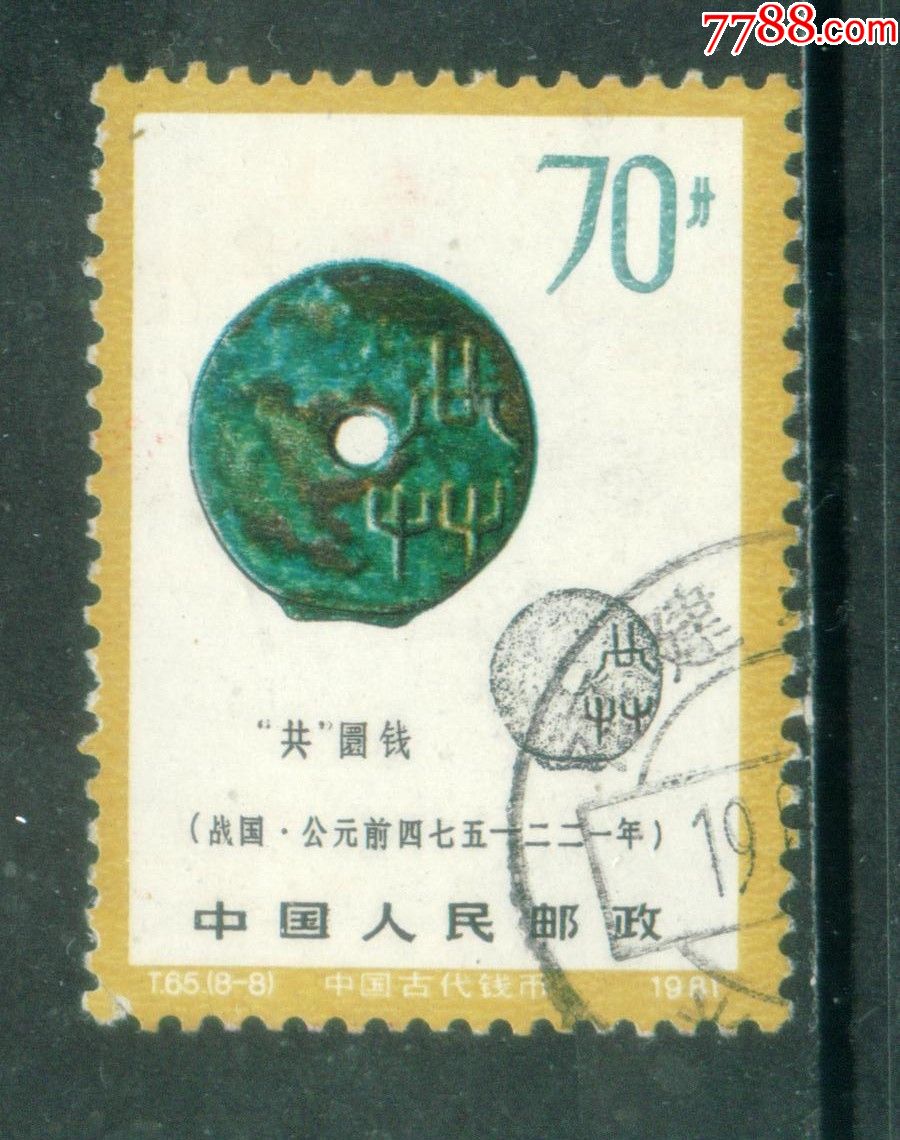 7788.com
70分
“共”圜钱
（战国·公元前四七五—二二一年）
中国人民邮政
T.65.(8-8) 中国古代钱币 1981
19